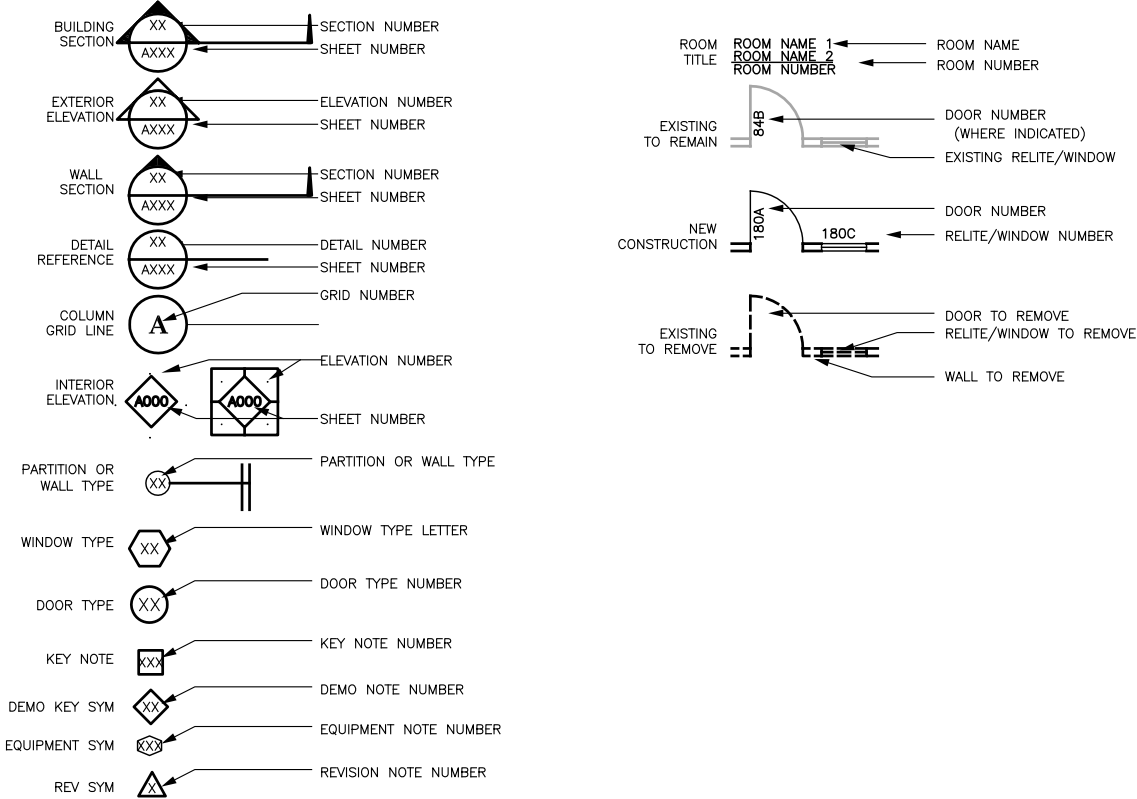 BUILDING
SECTION
XX
AXXX
SECTION NUMBER
SHEET NUMBER
EXTERIOR
ELEVATION
XX
AXXX
ELEVATION NUMBER
SHEET NUMBER
WALL
SECTION
XX
AXXX
SECTION NUMBER
SHEET NUMBER
DETAIL
REFERENCE
XX
AXXX
DETAIL NUMBER
SHEET NUMBER
COLUMN
GRID LINE
A
GRID NUMBER
INTERIOR
ELEVATION
A000
A000
ELEVATION NUMBER
SHEET NUMBER
PARTITION OR
WALL TYPE
XX
PARTITION OR WALL TYPE
WINDOW TYPE
XX
WINDOW TYPE LETTER
DOOR TYPE
XX
DOOR TYPE NUMBER
KEY NOTE
XXX
KEY NOTE NUMBER
DEMO KEY SYM
XX
DEMO NOTE NUMBER
EQUIPMENT SYM
XXX
EQUIPMENT NOTE NUMBER
REV SYM
X
REVISION NOTE NUMBER
ROOM
TITLE
ROOM NAME 1
ROOM NAME 2
ROOM NUMBER
ROOM NAME
ROOM NUMBER
EXISTING
TO REMAIN
84B
DOOR NUMBER
(WHERE INDICATED)
EXISTING RELITE/WINDOW
NEW
CONSTRUCTION
180A
180C
DOOR NUMBER
RELITE/WINDOW NUMBER
EXISTING
TO REMOVE
DOOR TO REMOVE
RELITE/WINDOW TO REMOVE
WALL TO REMOVE